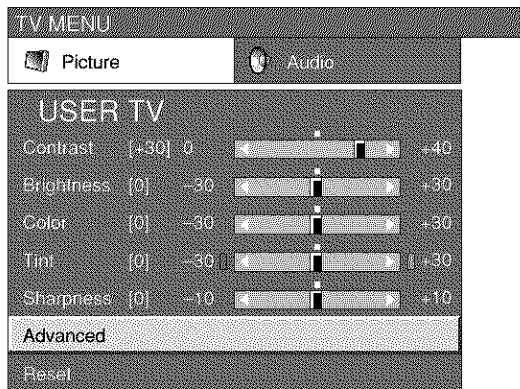 TV MENU
Picture Audio
USER TV
Contrast [+30] 0 +40
Brightness [0] −30 +30
Color [0] −30 +30
Tint [0] −30 +30
Sharpness [0] −10 +10
Advanced
Reset